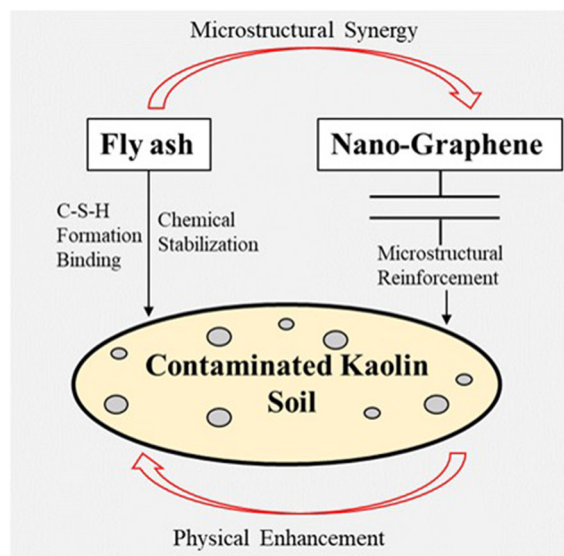 Microstructural Synergy
Fly ash
Nano-Graphene
C-S-H
Formation
Binding
Chemical
Stabilization
Microstructural
Reinforcement
Contaminated Kaolin
Soil
Physical Enhancement